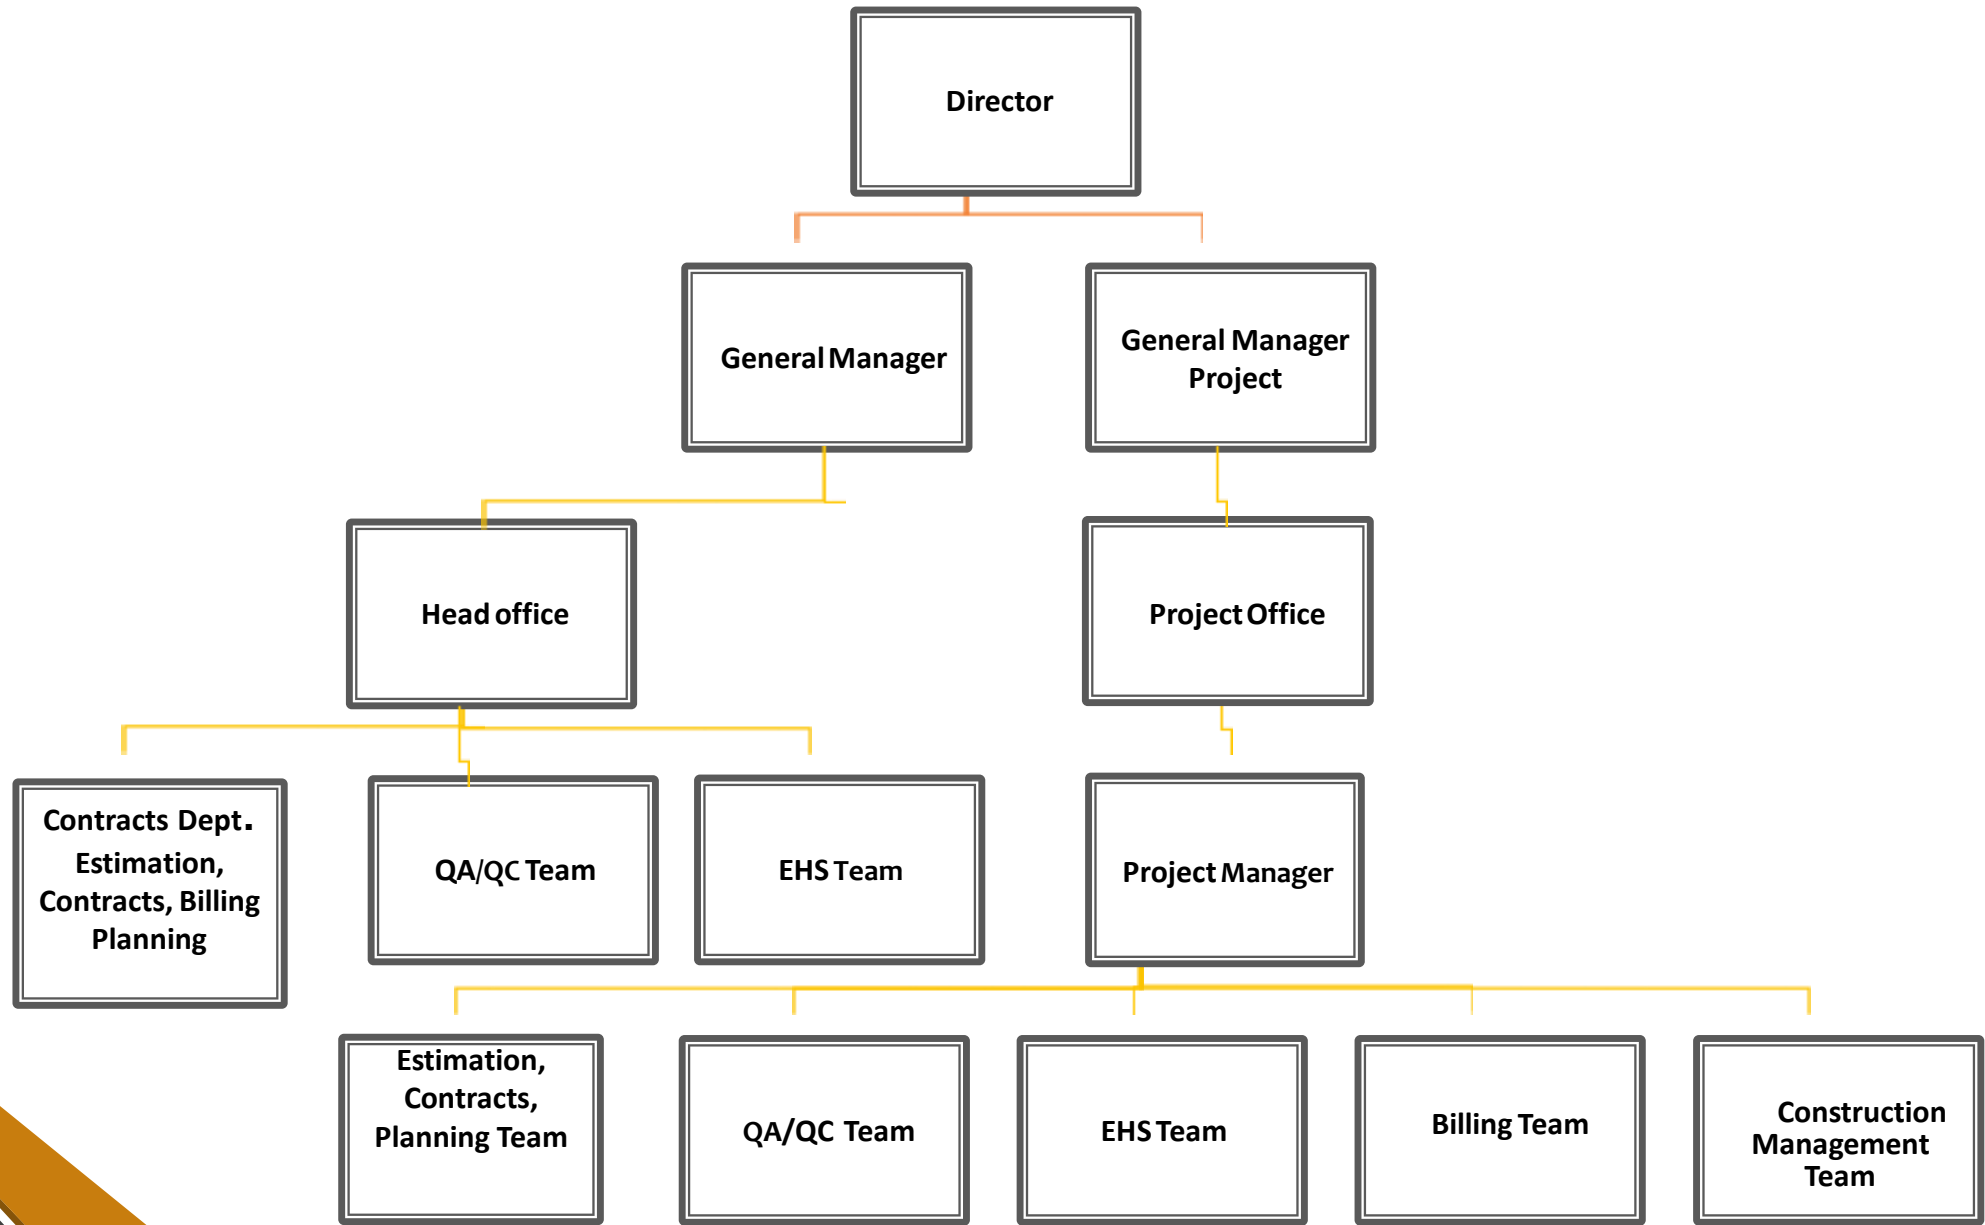 Director
General Manager
General Manager
Project
Head office
Project Office
Contracts Dept.
Estimation,
Contracts, Billing
Planning
QA/QC Team
EHS Team
Project Manager
Estimation,
Contracts,
Planning Team
QA/QC Team
EHS Team
Billing Team
Construction
Management
Team